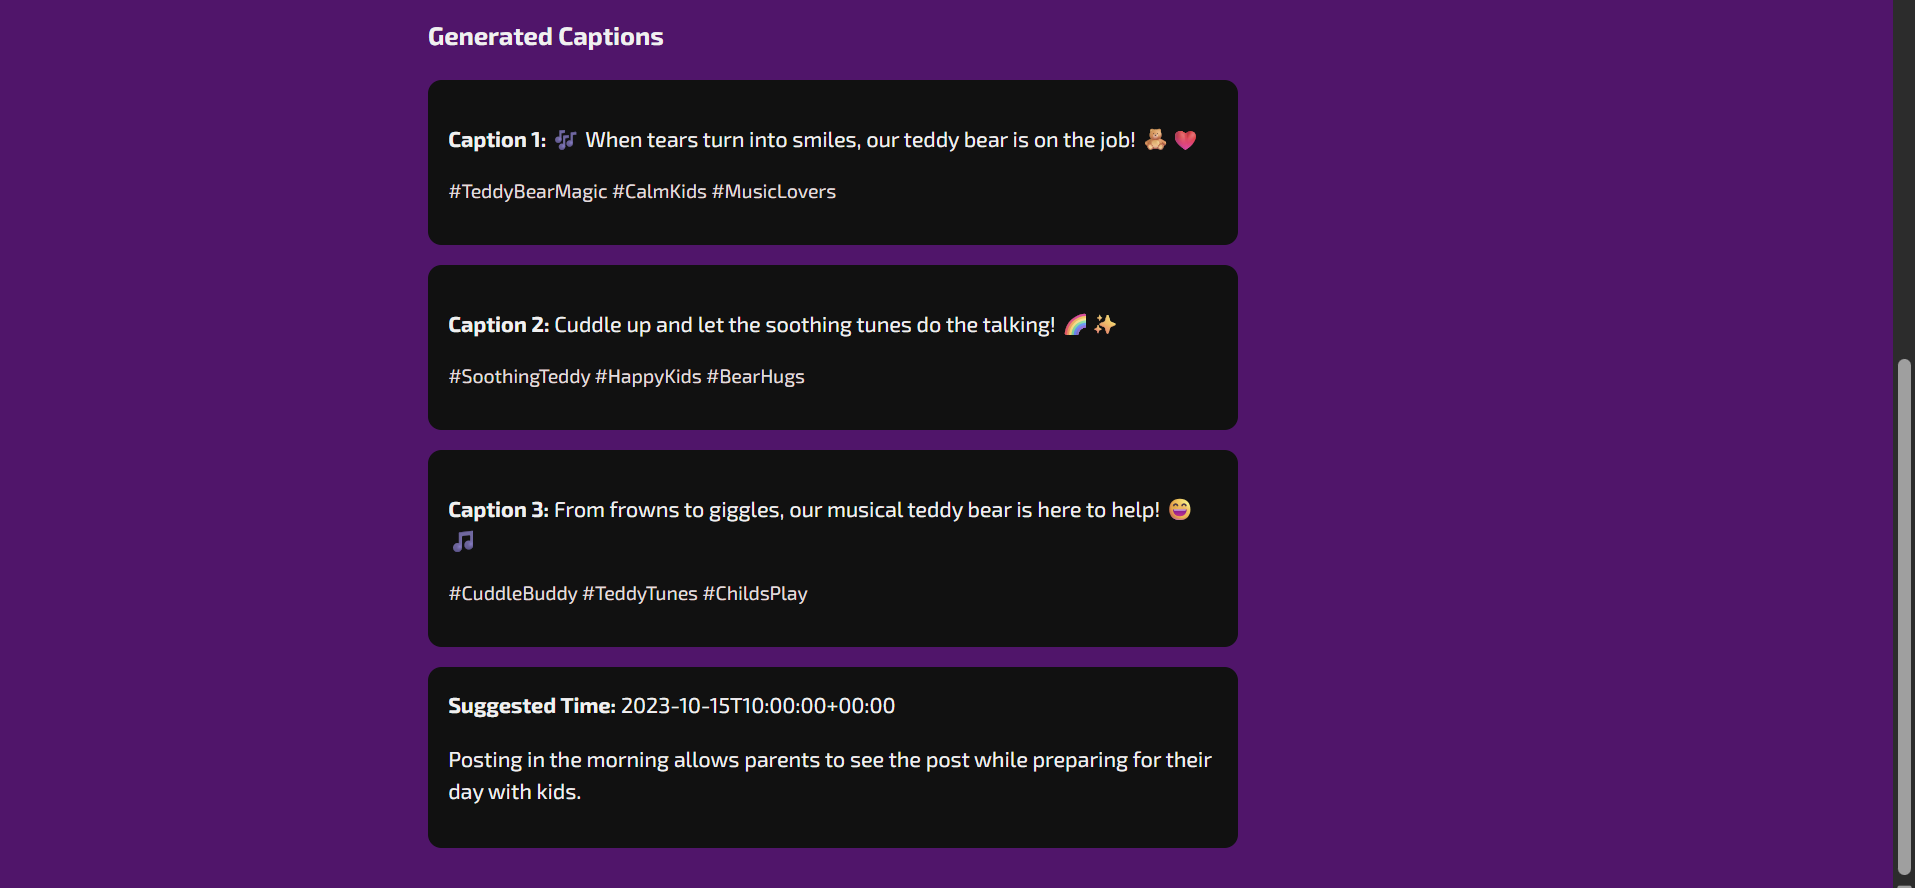 Generated Captions
Caption 1: 🎶 When tears turn into smiles, our teddy bear is on the job! 🧸 ❤️
#TeddyBearMagic #CalmKids #MusicLovers
Caption 2: Cuddle up and let the soothing tunes do the talking! 🌈 ✨
#SoothingTeddy #HappyKids #BearHugs
Caption 3: From frowns to giggles, our musical teddy bear is here to help! 😄
🎵
#CuddleBuddy #TeddyTunes #ChildsPlay
Suggested Time: 2023-10-15T10:00:00+00:00
Posting in the morning allows parents to see the post while preparing for their
day with kids.